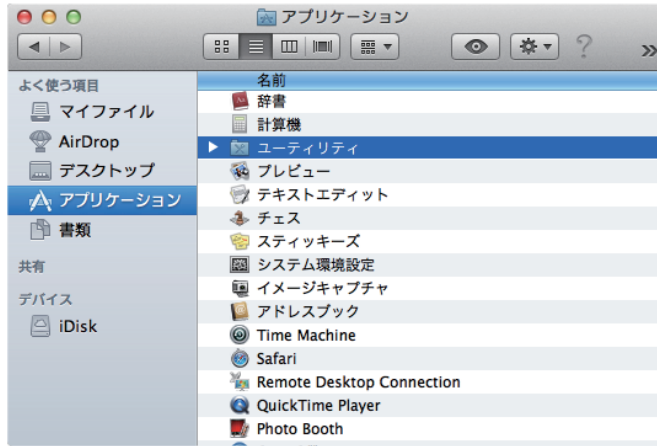 アプリケーション
?
»
よく使う項目
マイファイル
AirDrop
デスクトップ
アプリケーション
書類
共有
デバイス
iDisk
名前
辞書
計算機
ユーティリティ
プレビュー
テキストエディット
チェス
スティッキーズ
システム環境設定
イメージキャプチャ
アドレスブック
Time Machine
Safari
Remote Desktop Connection
QuickTime Player
Photo Booth